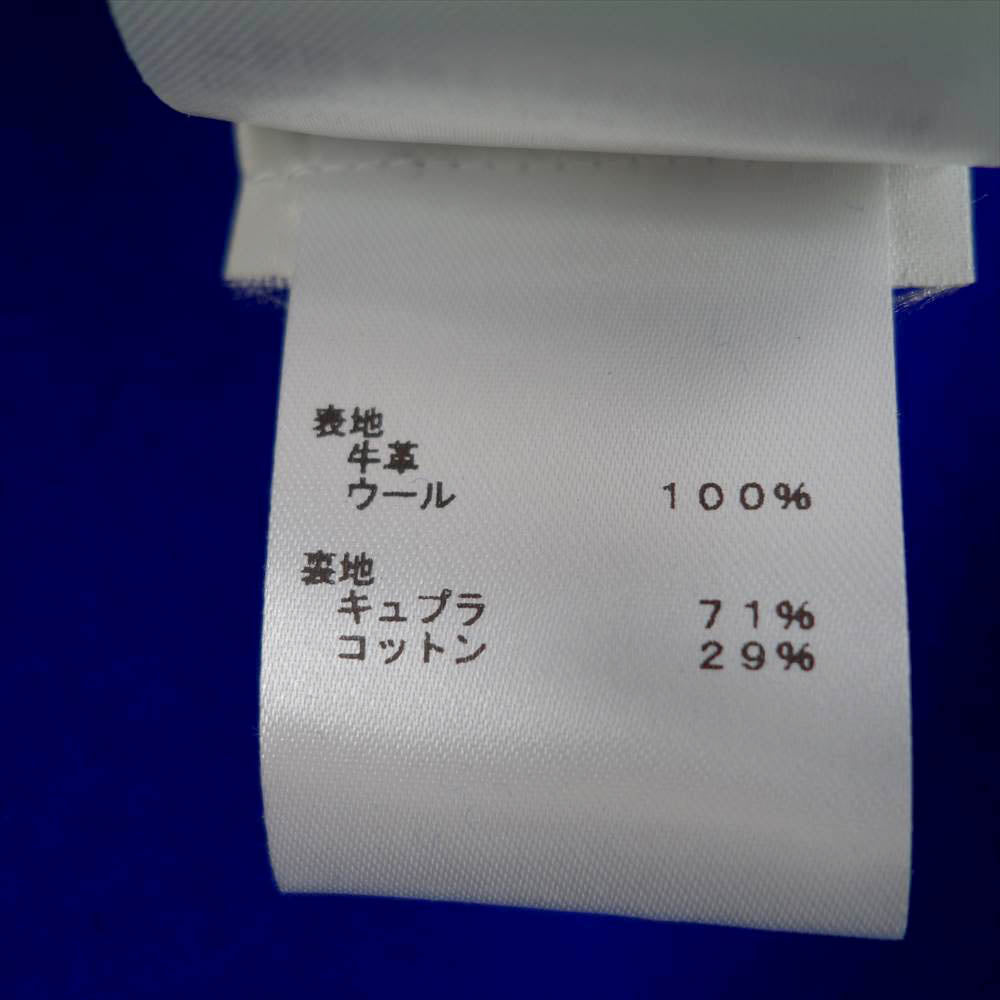 表地
牛革
ウール 100%
裏地
キュプラ 71%
コットン 29%